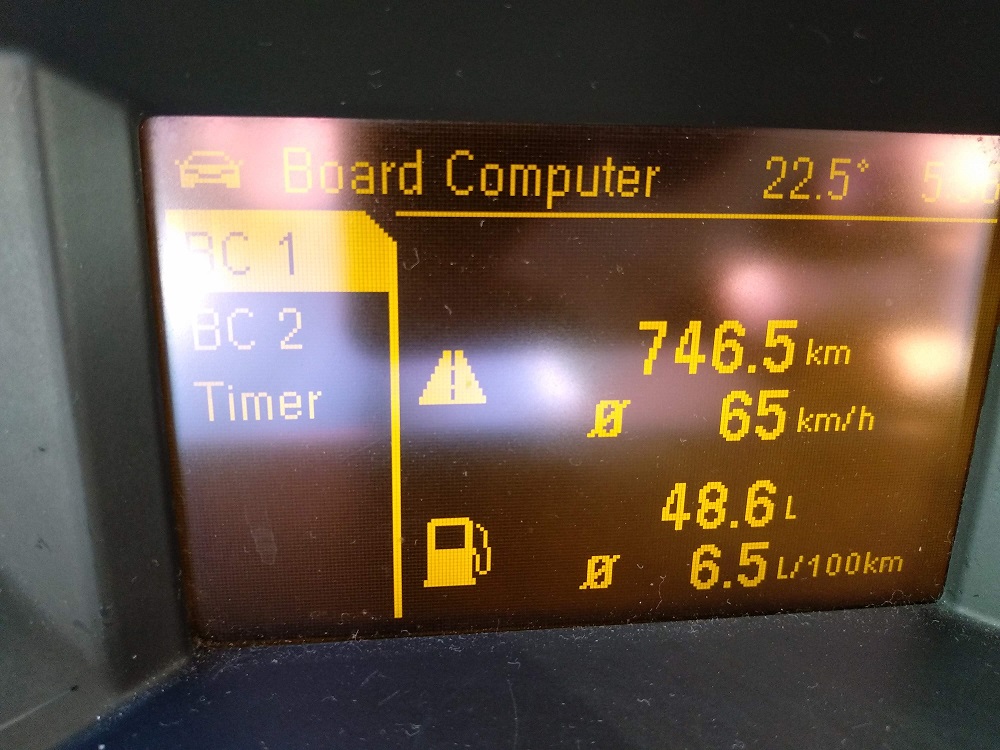 Board Computer 22.5°
BC 1
BC 2
Timer
746.5 km
Ø 65 km/h
48.6 L
Ø 6.5 L/100km